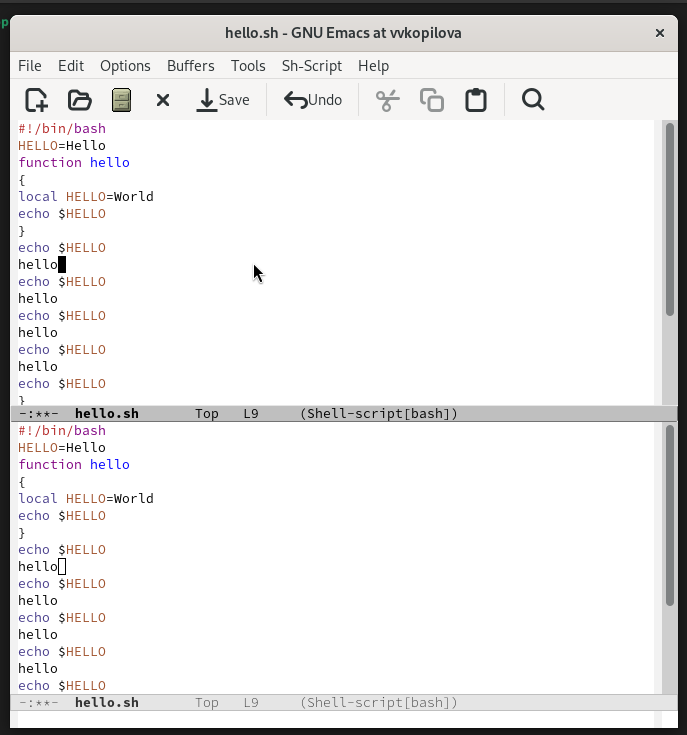 p
hello.sh - GNU Emacs at vvkopilova ×
File Edit Options Buffers Tools Sh-Script Help
Save Undo
#!/bin/bash
HELLO=Hello
function hello
{
local HELLO=World
echo $HELLO
}
echo $HELLO
hello
echo $HELLO
hello
echo $HELLO
hello
echo $HELLO
hello
echo $HELLO
}
-:**- hello.sh Top L9 (Shell-script[bash])
#!/bin/bash
HELLO=Hello
function hello
{
local HELLO=World
echo $HELLO
}
echo $HELLO
hello
echo $HELLO
hello
echo $HELLO
hello
echo $HELLO
hello
echo $HELLO
-:**- hello.sh Top L9 (Shell-script[bash])